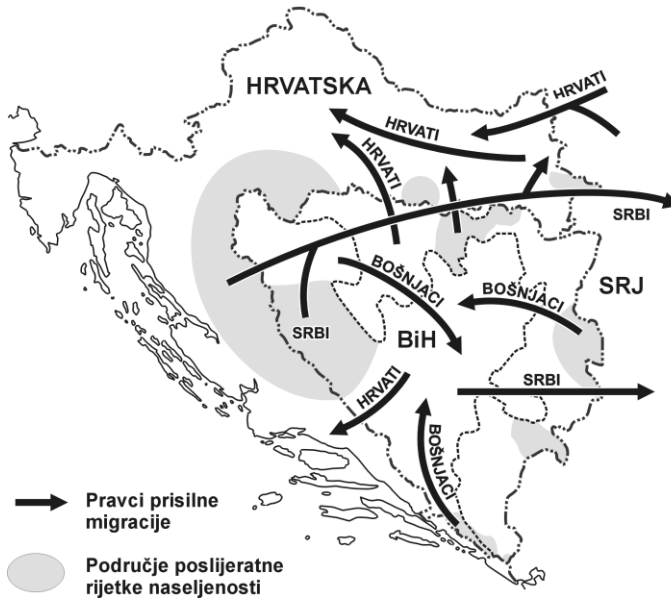 HRVATSKA
HRVATI
HRVATI
HRVATI
SRBI
BOŠNJACI
SRJ
BOŠNJACI
SRBI
BiH
HRVATI
SRBI
BOŠNJACI
Pravci prisilne
migracije
Područje poslijeratne
rijetke naseljenosti